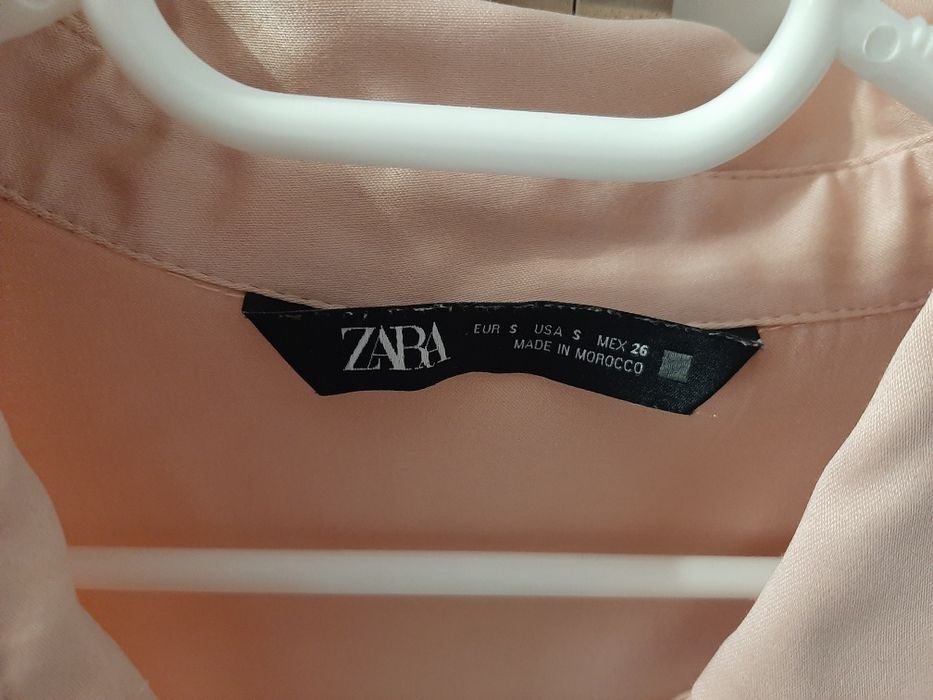 ZARA
EUR S USA S MEX 26
MADE IN MOROCCO